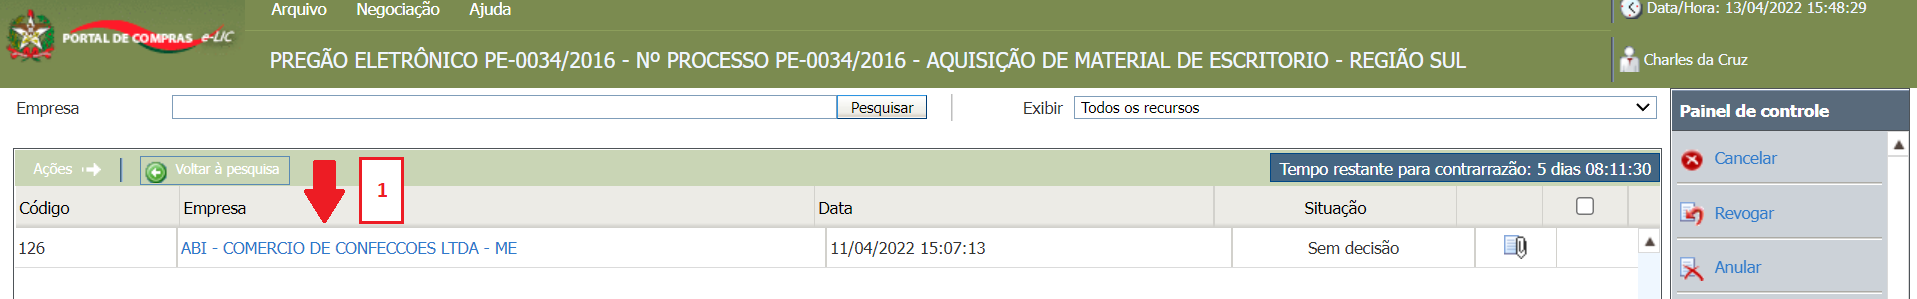 Arquivo Negociação Ajuda
Data/Hora: 13/04/2022 15:48:29
PORTAL DE COMPRAS e-LIC
PREGÃO ELETRÔNICO PE-0034/2016 - Nº PROCESSO PE-0034/2016 - AQUISIÇÃO DE MATERIAL DE ESCRITORIO - REGIÃO SUL
Charles da Cruz
Empresa Pesquisar Exibir Todos os recursos
Painel de controle
Ações Voltar à pesquisa 1 Tempo restante para contrarrazão: 5 dias 08:11:30
Cancelar
Código Empresa Data Situação
Revogar
126 ABI - COMERCIO DE CONFECCOES LTDA - ME 11/04/2022 15:07:13 Sem decisão
Anular